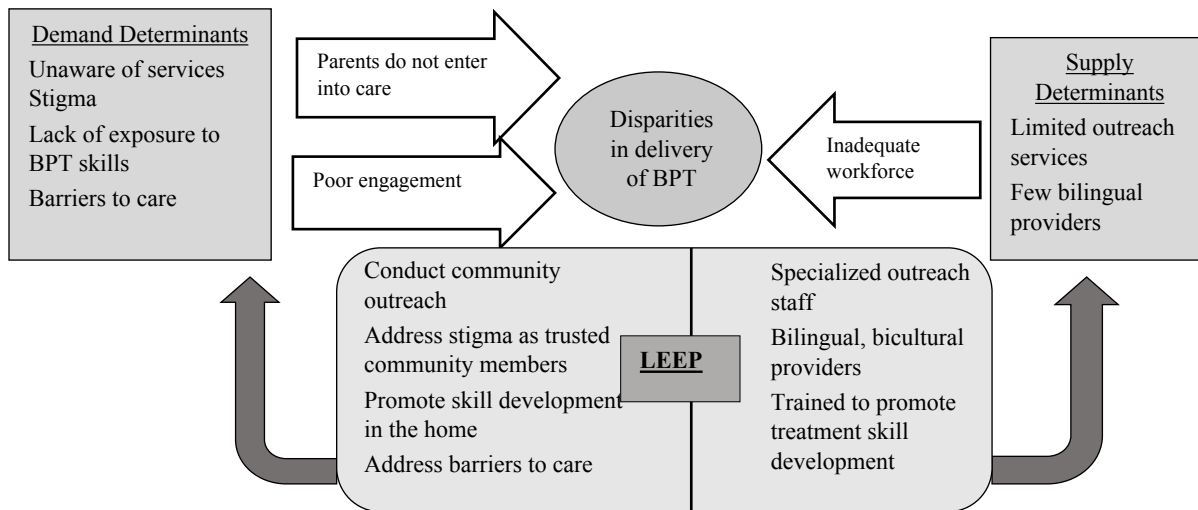 Demand Determinants
Unaware of services
Stigma
Lack of exposure to
BPT skills
Barriers to care
Parents do not enter
into care
Poor engagement
Disparities
in delivery
of BPT
Inadequate
workforce
Supply
Determinants
Limited outreach
services
Few bilingual
providers
Conduct community
outreach
Address stigma as trusted
community members
Promote skill development
in the home
Address barriers to care
LEEP
Specialized outreach
staff
Bilingual, bicultural
providers
Trained to promote
treatment skill
development